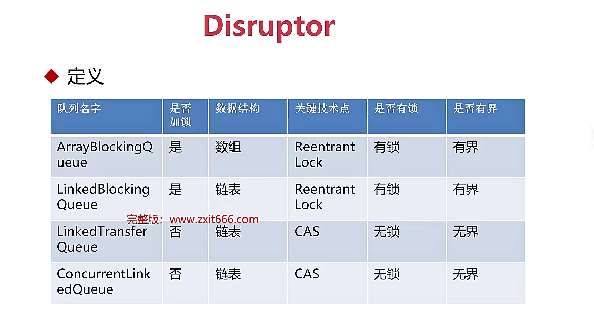 Disruptor
◆ 定义
队列名字 是否加锁 数据结构 关键技术点 是否有锁 是否有界
ArrayBlockingQueue 是 数组 ReentrantLock 有锁 有界
LinkedBlockingQueue 是 链表 ReentrantLock 有锁 有界
完整版：www.zxit666.com
LinkedTransferQueue 否 链表 CAS 无锁 无界
ConcurrentLinkedQueue 否 链表 CAS 无锁 无界